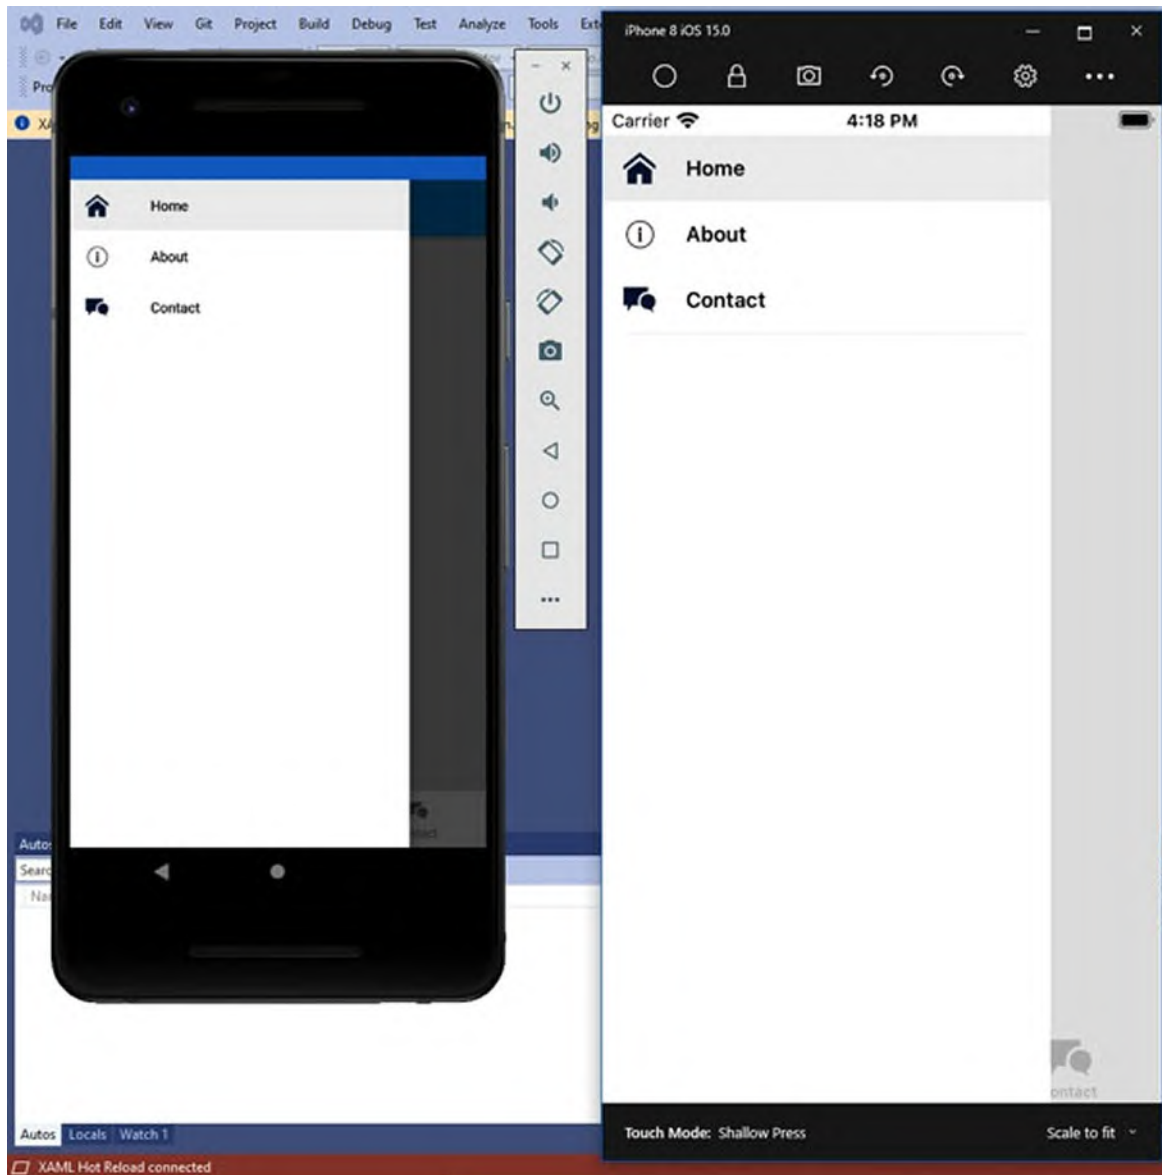 File Edit View Git Project Build Debug Test Analyze Tools
Home
About
Contact
Autos Locals Watch 1
XAML Hot Reload connected
iPhone 8 iOS 15.0
Carrier 4:18 PM
Home
About
Contact
Touch Mode: Shallow Press Scale to fit